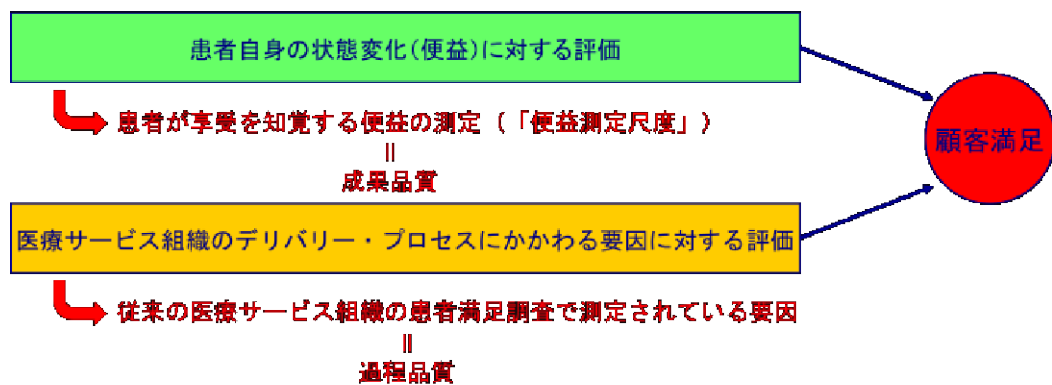 患者自身の状態変化(便益)に対する評価
患者が享受を知覚する便益の測定(「便益測定尺度」)
||
成果品質
顧客満足
医療サービス組織のデリバリー・プロセスにかかわる要因に対する評価
従来の医療サービス組織の患者満足調査で測定されている要因
||
過程品質